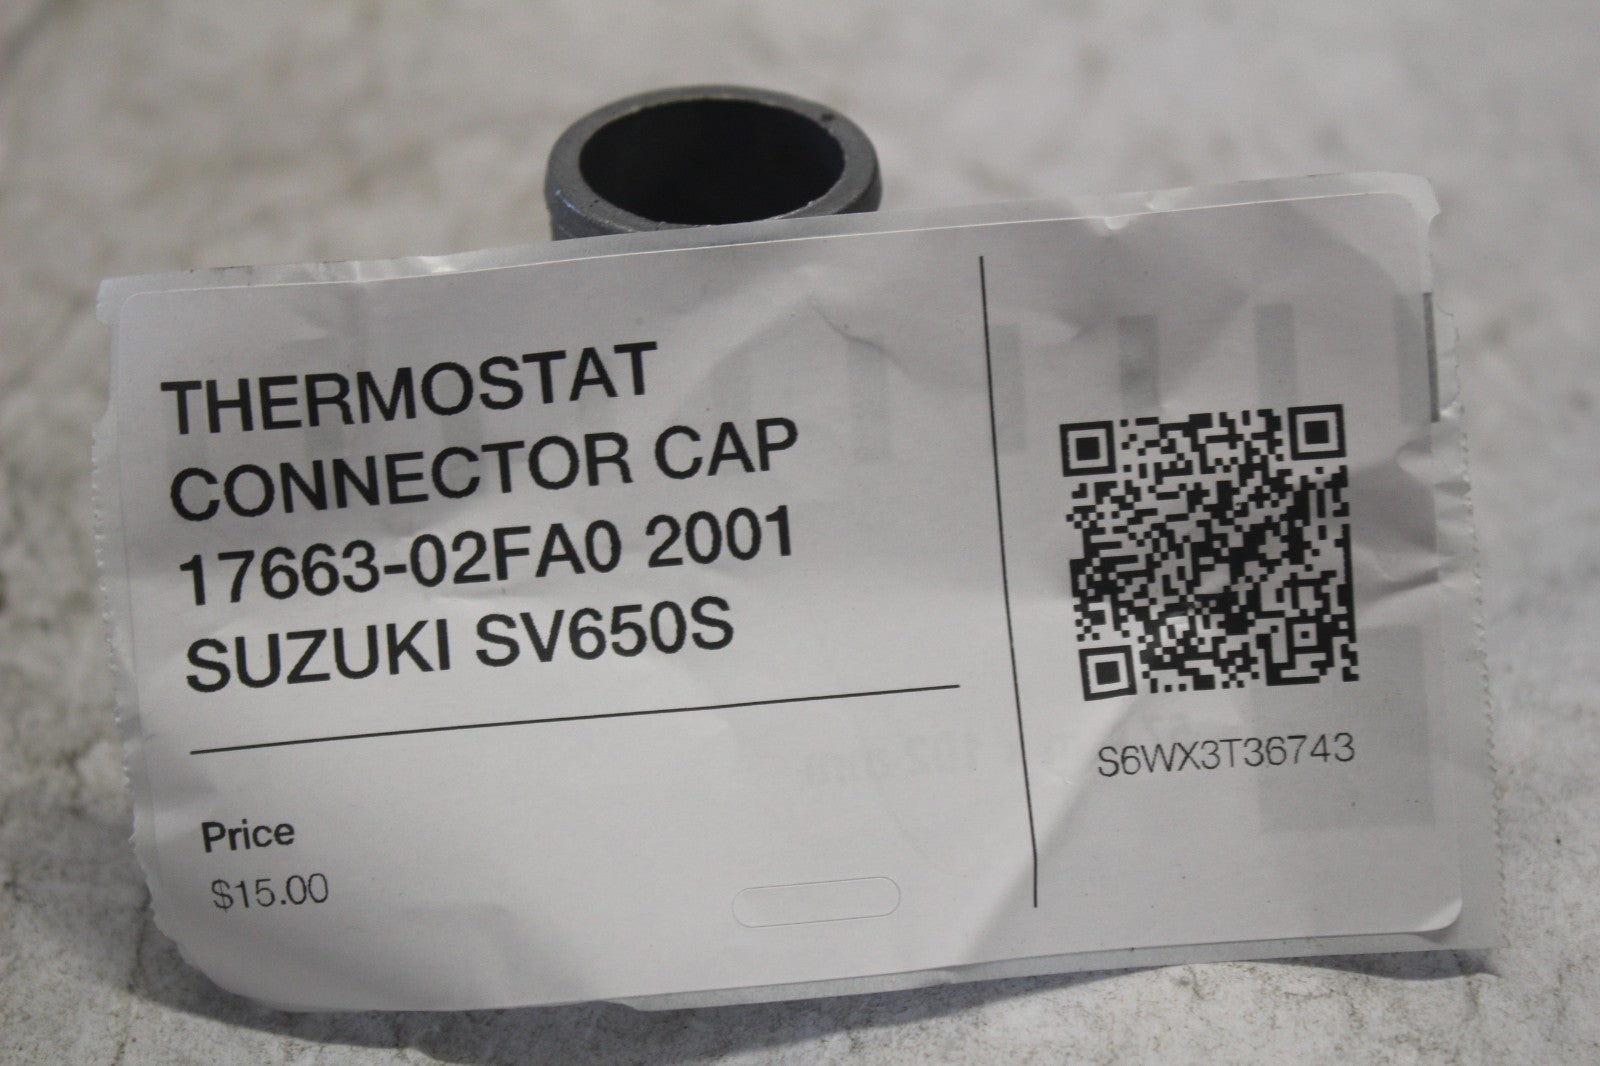 THERMOSTAT
CONNECTOR CAP
17663-02FA0 2001
SUZUKI SV650S
Price
$15.00
S6WX3T36743